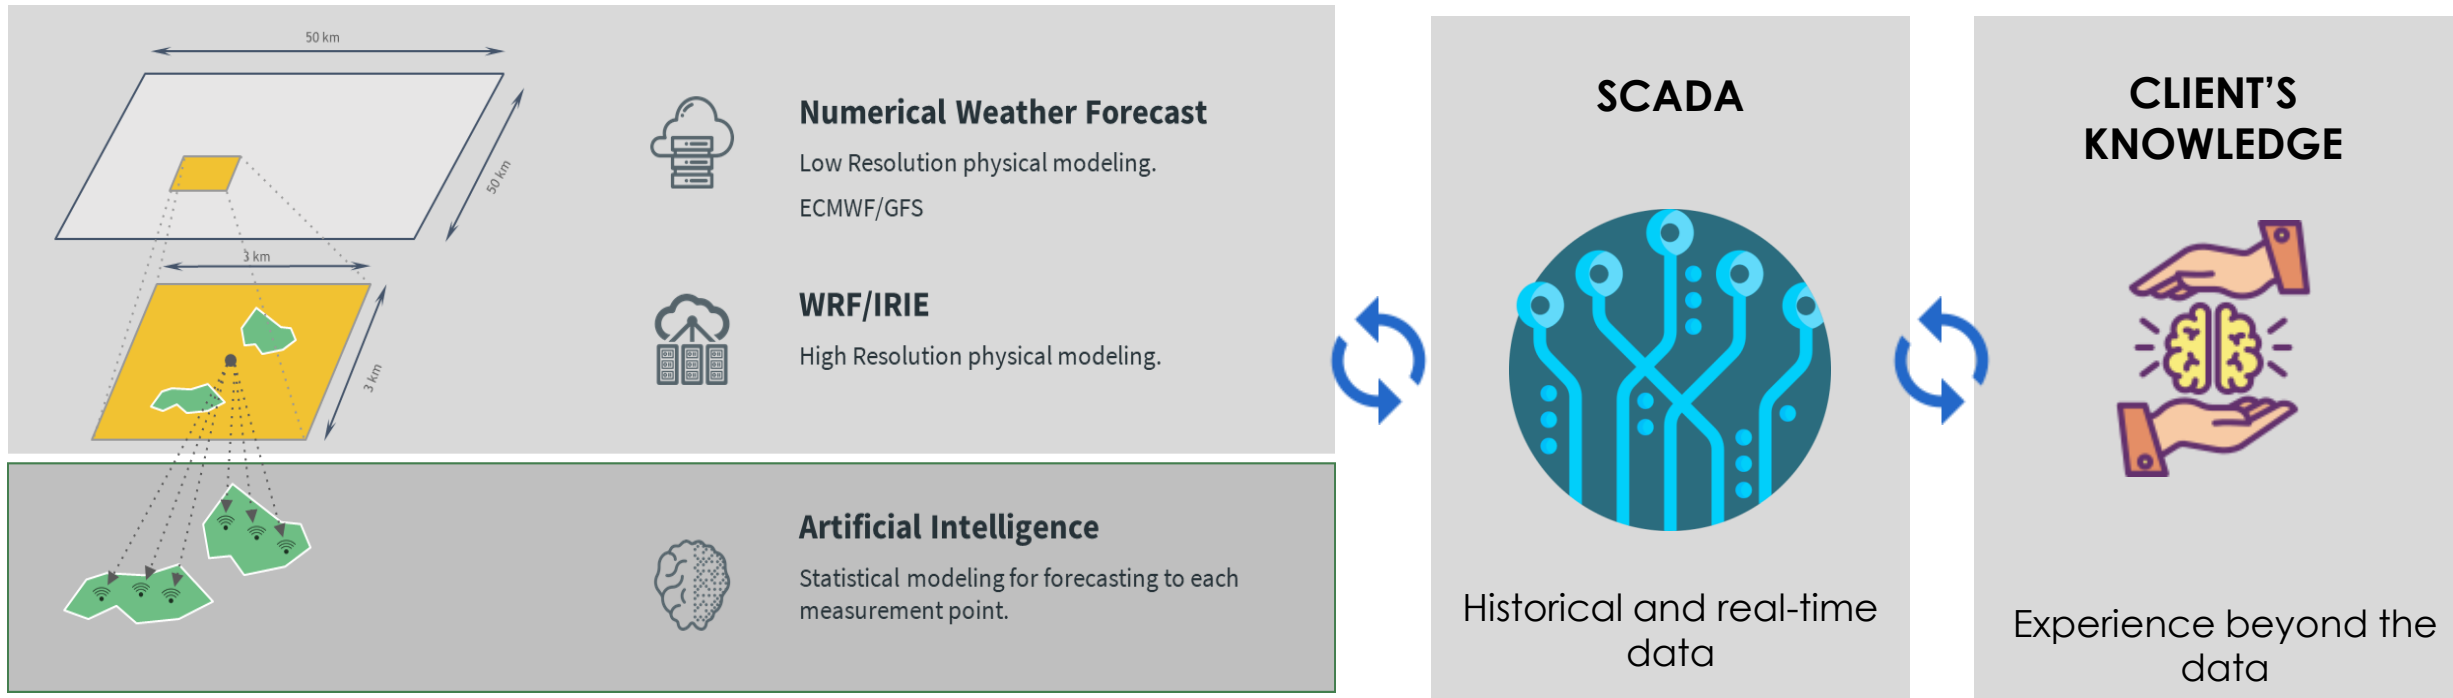 50 km
50 km
3 km
3 km
Numerical Weather Forecast
Low Resolution physical modeling.
ECMWF/GFS
WRF/IRIE
High Resolution physical modeling.
Artificial Intelligence
Statistical modeling for forecasting to each
measurement point.
SCADA
Historical and real-time
data
CLIENT’S
KNOWLEDGE
Experience beyond the
data